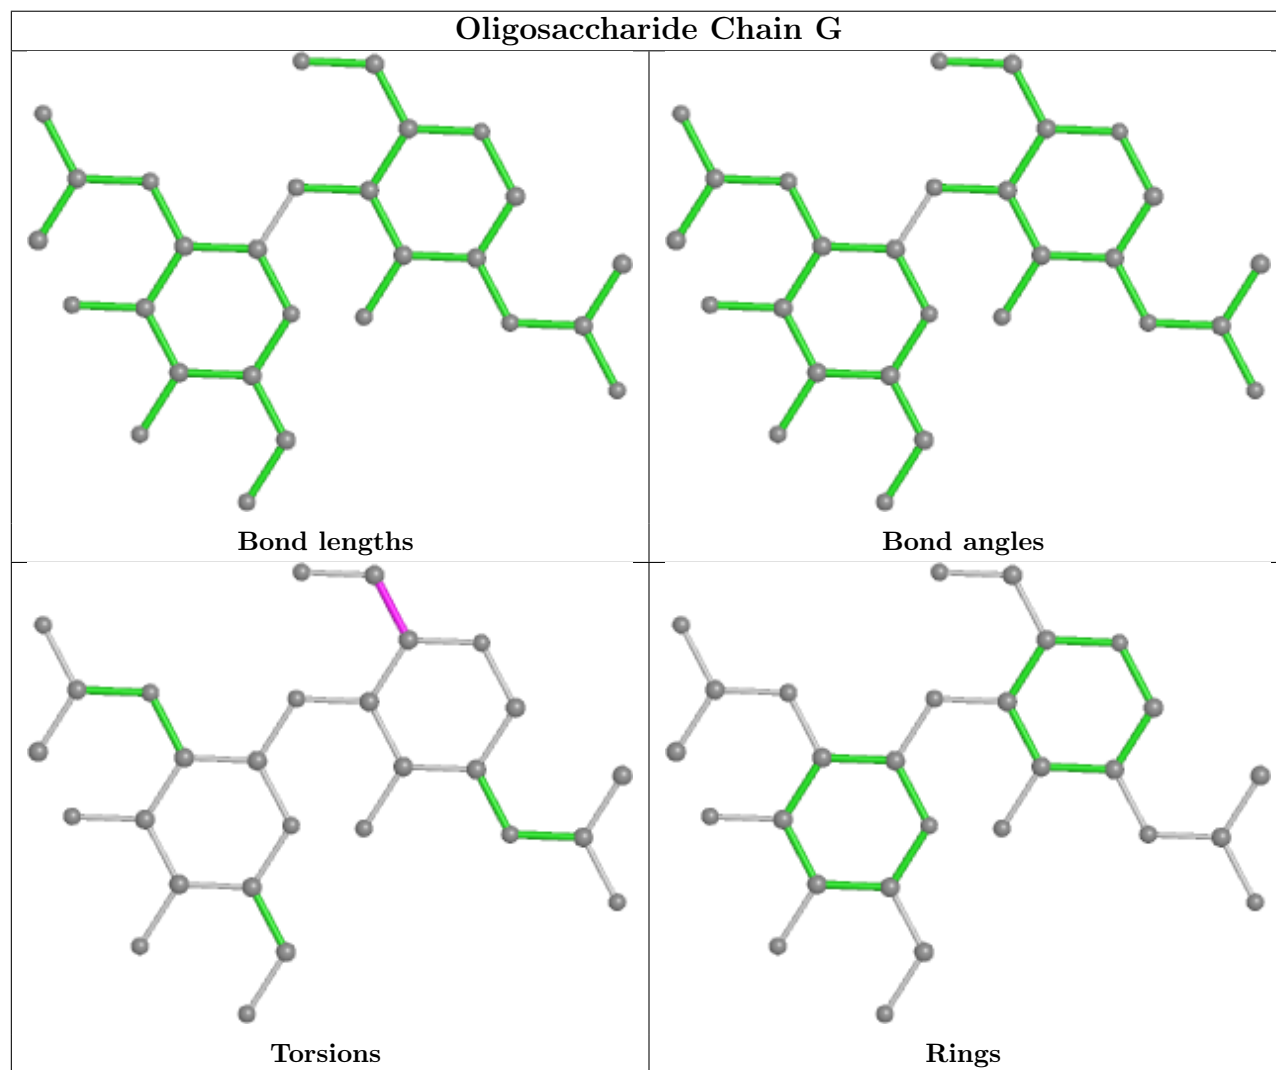 Oligosaccharide Chain G
Bond lengths
Bond angles
Torsions
Rings